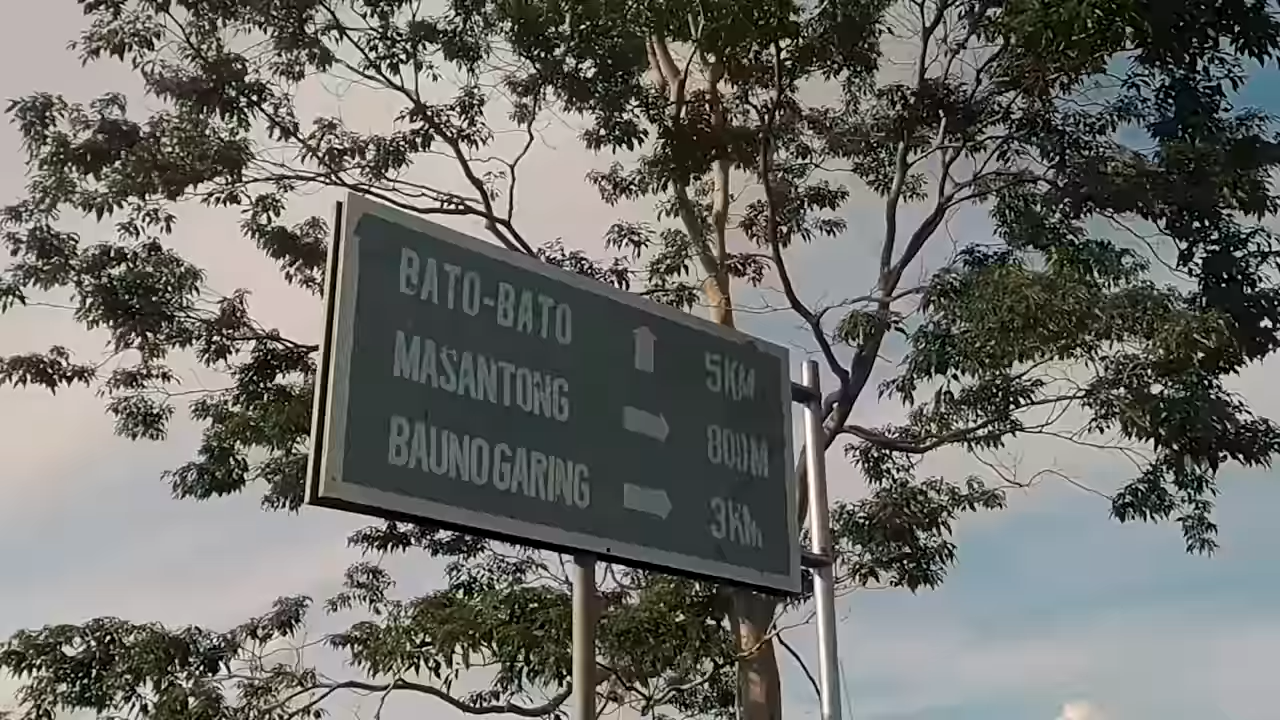 BATO-BATO ⬆ 5KM
MASANTONG ➡ 800M
BAUNOGARING ➡ 3KM